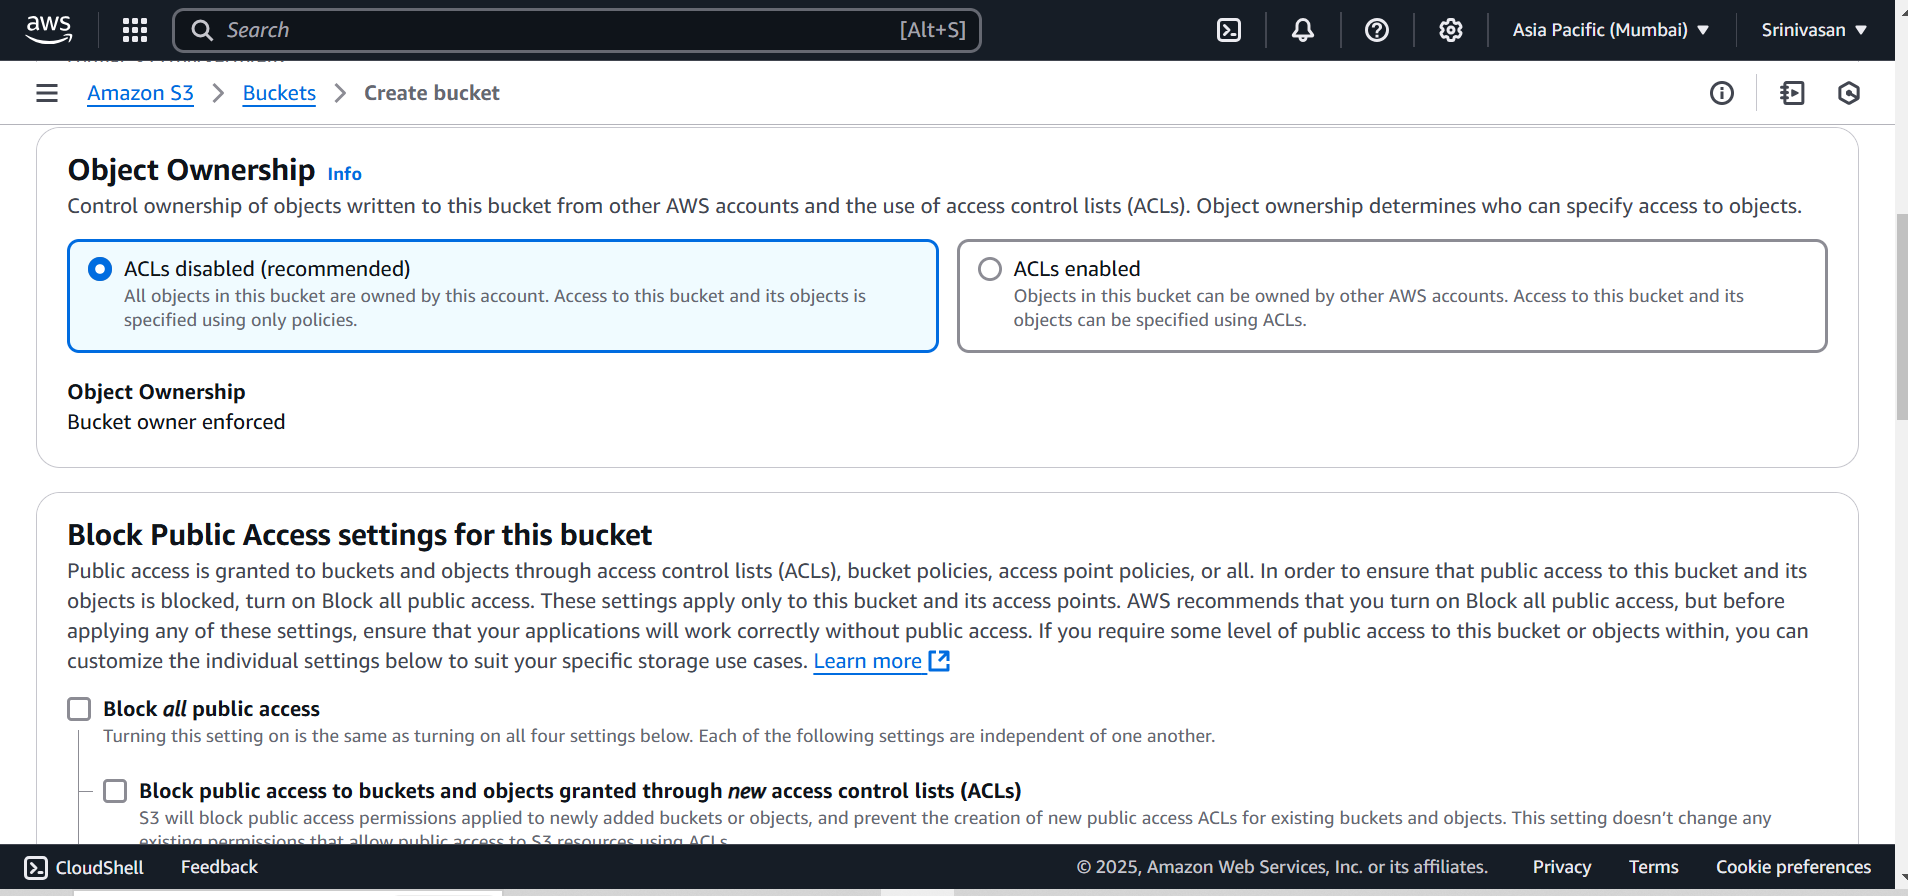 aws
Search
[Alt+S]
Asia Pacific (Mumbai)
Srinivasan
Amazon S3
Buckets
Create bucket
Object Ownership Info
Control ownership of objects written to this bucket from other AWS accounts and the use of access control lists (ACLs). Object ownership determines who can specify access to objects.
ACLs disabled (recommended)
All objects in this bucket are owned by this account. Access to this bucket and its objects is
specified using only policies.
ACLs enabled
Objects in this bucket can be owned by other AWS accounts. Access to this bucket and its
objects can be specified using ACLs.
Object Ownership
Bucket owner enforced
Block Public Access settings for this bucket
Public access is granted to buckets and objects through access control lists (ACLs), bucket policies, access point policies, or all. In order to ensure that public access to this bucket and its
objects is blocked, turn on Block all public access. These settings apply only to this bucket and its access points. AWS recommends that you turn on Block all public access, but before
applying any of these settings, ensure that your applications will work correctly without public access. If you require some level of public access to this bucket or objects within, you can
customize the individual settings below to suit your specific storage use cases. Learn more
Block all public access
Turning this setting on is the same as turning on all four settings below. Each of the following settings are independent of one another.
Block public access to buckets and objects granted through new access control lists (ACLs)
S3 will block public access permissions applied to newly added buckets or objects, and prevent the creation of new public access ACLs for existing buckets and objects. This setting doesn't change any
existing permissions that allow public access to S3 resources using ACLs
CloudShell
Feedback
© 2025, Amazon Web Services, Inc. or its affiliates.
Privacy
Terms
Cookie preferences